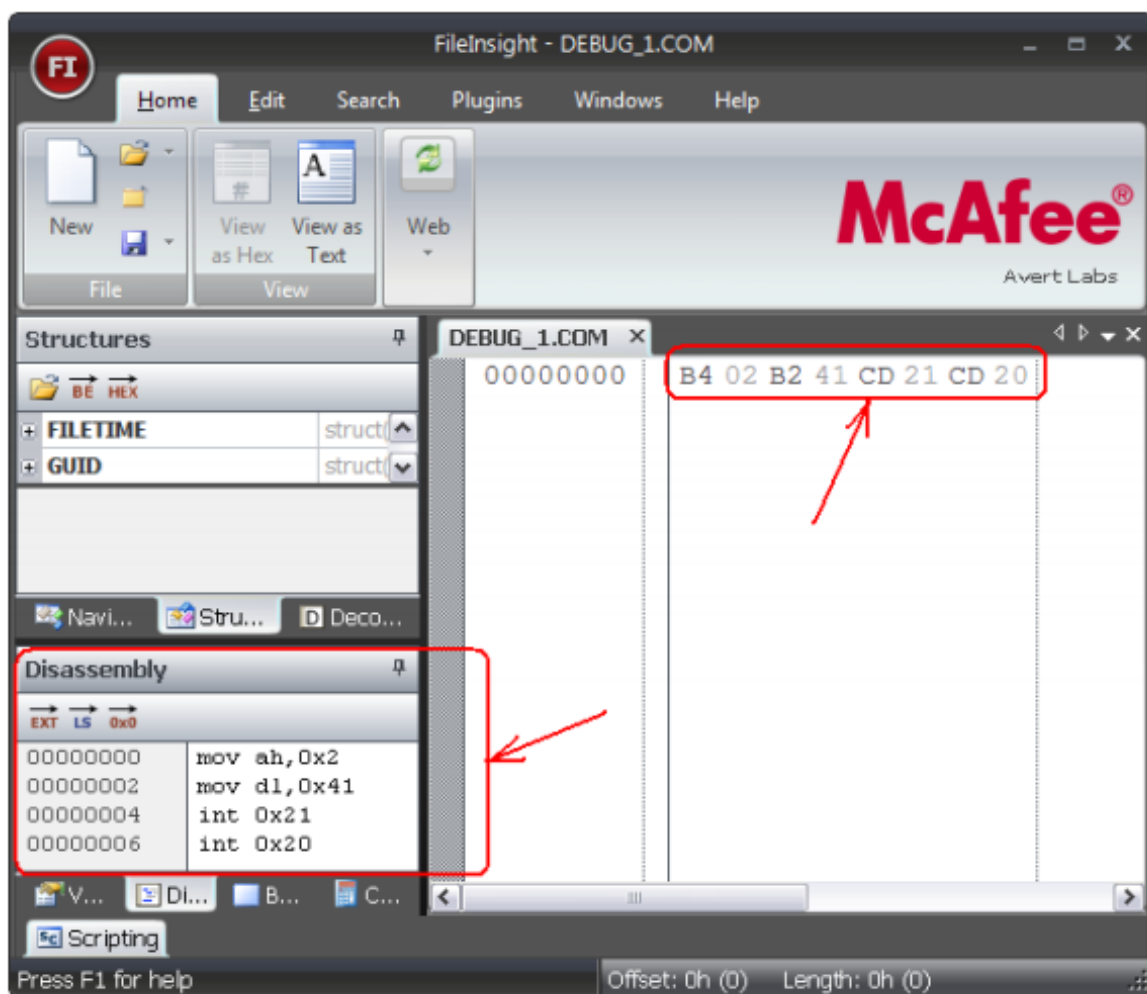 FileInsight - DEBUG_1.COM
FI
Home Edit Search Plugins Windows Help
New
File
#
View as Hex
A
View as Text
View
Web
McAfee®
Avert Labs
Structures
BE HEX
FILETIME struct(
GUID struct(
Navi... Stru... D Deco...
Disassembly
EXT LS 0x0
00000000 mov ah,0x2
00000002 mov dl,0x41
00000004 int 0x21
00000006 int 0x20
V... Di... B... C...
DEBUG_1.COM
00000000 B4 02 B2 41 CD 21 CD 20
Sc Scripting
Press F1 for help
Offset: 0h (0) Length: 0h (0)